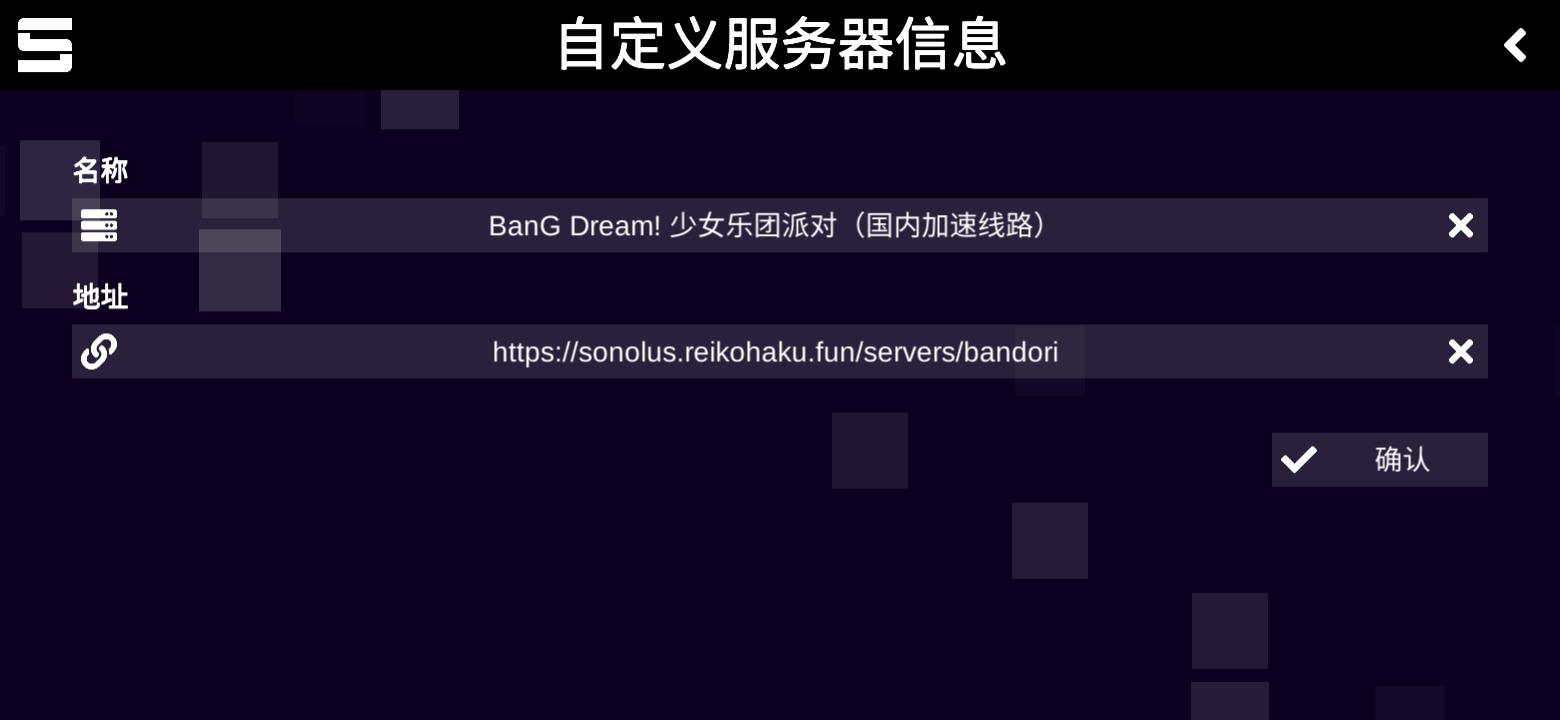 自定义服务器信息
名称
BanG Dream! 少女乐团派对（国内加速线路）
地址
https://sonolus.reikohaku.fun/servers/bandori
确认